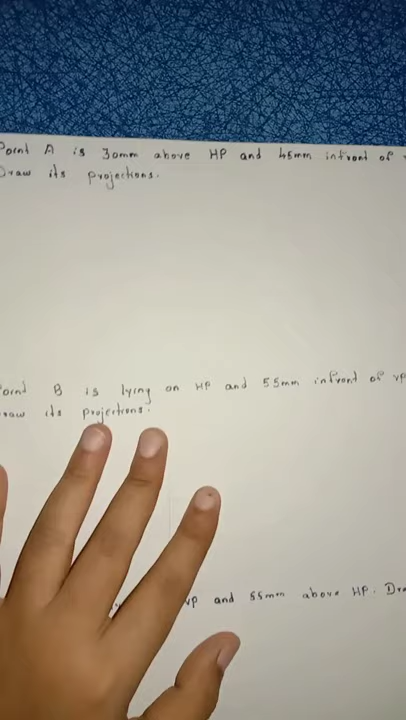 Point A is 30mm above HP and 45mm infront of
Draw its projections.
Point B is lying on HP and 55mm infront of VP
raw its projections.
VP and 55mm above HP. Dra